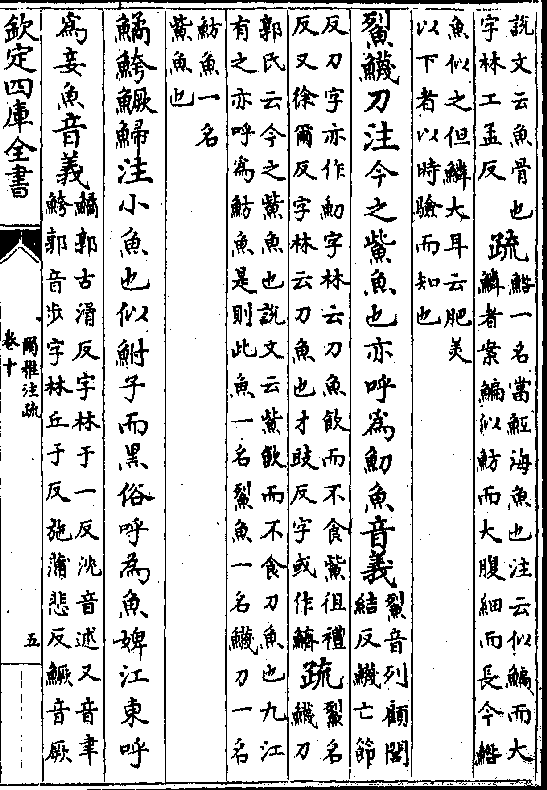 說文云魚骨也疏鮥一名當魱海魚也注云似鯿而大
字林工孟反鱗者案鯿似魴而大腹細而長今鮥
魚似之但鱗大耳云肥美
以下者以時驗而知也
鮤鱴刀注今之鮆魚也亦呼為魛魚音義鮤音列顧閭
結反鱴亡節
反刀字亦作魛字林云刀魚飲而不食鮆徂禮
反又徐爾反字林云刀魚也才豉反字或作鱭疏鮤名
鱴刀
郭氏云今之鮆魚也說文云鮆飲而不食刀魚也九江
有之亦呼為魴魚是則此魚一名鮤魚一名鱴刀一名
魴魚一名
鮆魚也
鱊鮬鱖鯞注小魚也似鮒子而黑俗呼為魚婢江東呼
為妾魚音義鱊郭古滑反字林于一反沈音述又音聿
鮬郭音步字林丘于反施蒲悲反鱖音厥
欽定四庫全書
爾雅注疏
卷十
五